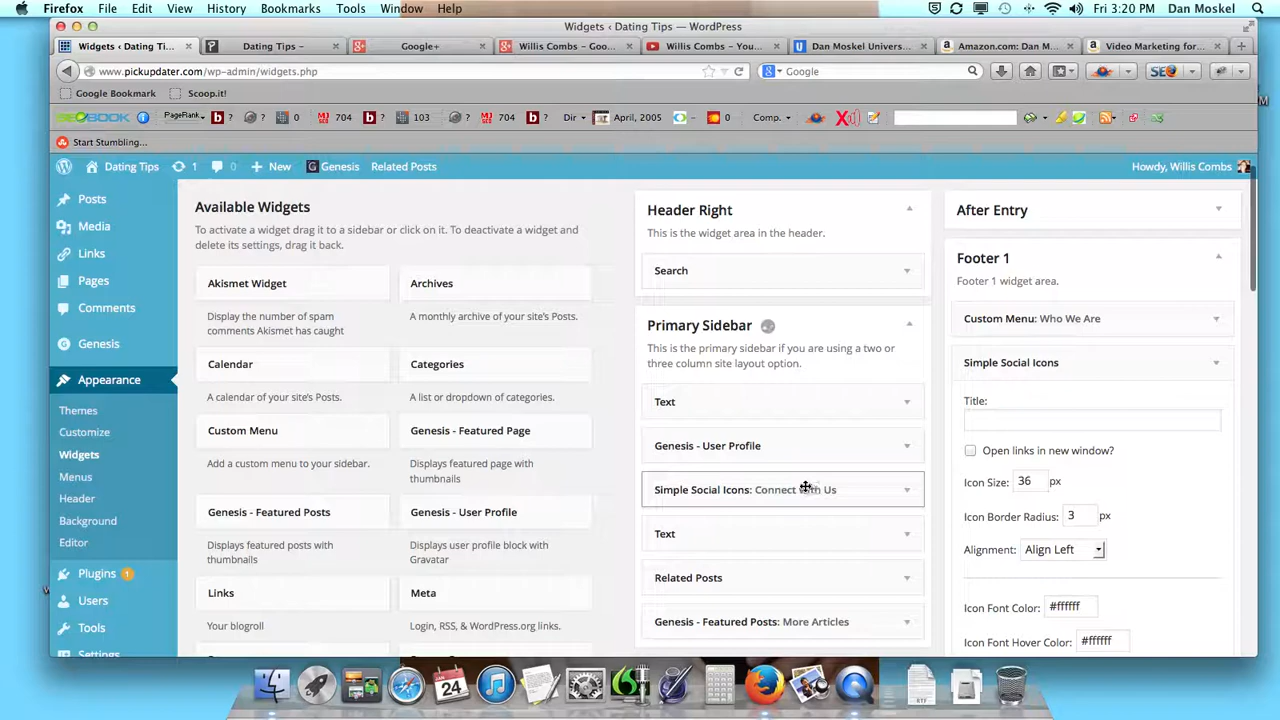 Firefox File Edit View History Bookmarks Tools Window Help Fri 3:20 PM Dan Moskel
Widgets ‹ Dating Tips — WordPress
Widgets ‹ Dating Ti... × Dating Tips – × Google+ × Willis Combs - Goo... × Willis Combs - You... × Dan Moskel Univers... × Amazon.com: Dan M... × Video Marketing for... × +
www.pickupdater.com/wp-admin/widgets.php Google SEO
Google Bookmark Scoop.it!
SEOBOOK PageRank b ? ? 0 704 b ? 103 ? 704 b ? Dir April, 2005 - 0 Comp.
Start Stumbling...
Dating Tips 1 0 + New Genesis Related Posts Howdy, Willis Combs
Posts
Media
Links
Pages
Comments
Genesis
Appearance
Themes
Customize
Widgets
Menus
Header
Background
Editor
Plugins 1
Users
Tools
Settings
Available Widgets
To activate a widget drag it to a sidebar or click on it. To deactivate a widget and
delete its settings, drag it back.
Akismet Widget Archives
Display the number of spam
comments Akismet has caught
A monthly archive of your site's Posts.
Calendar Categories
A calendar of your site's Posts. A list or dropdown of categories.
Custom Menu Genesis - Featured Page
Add a custom menu to your sidebar. Displays featured page with
thumbnails
Genesis - Featured Posts Genesis - User Profile
Displays featured posts with
thumbnails
Displays user profile block with
Gravatar
Links Meta
Your blogroll Login, RSS, & WordPress.org links.
Header Right
This is the widget area in the header.
Search
Primary Sidebar
This is the primary sidebar if you are using a two or
three column site layout option.
Text
Genesis - User Profile
Simple Social Icons: Connect with Us
Text
Related Posts
Genesis - Featured Posts: More Articles
After Entry
Footer 1
Footer 1 widget area.
Custom Menu: Who We Are
Simple Social Icons
Title:
Open links in new window?
Icon Size: 36 px
Icon Border Radius: 3 px
Alignment: Align Left
Icon Font Color: #ffffff
Icon Font Hover Color: #ffffff
JAN
24
RTF